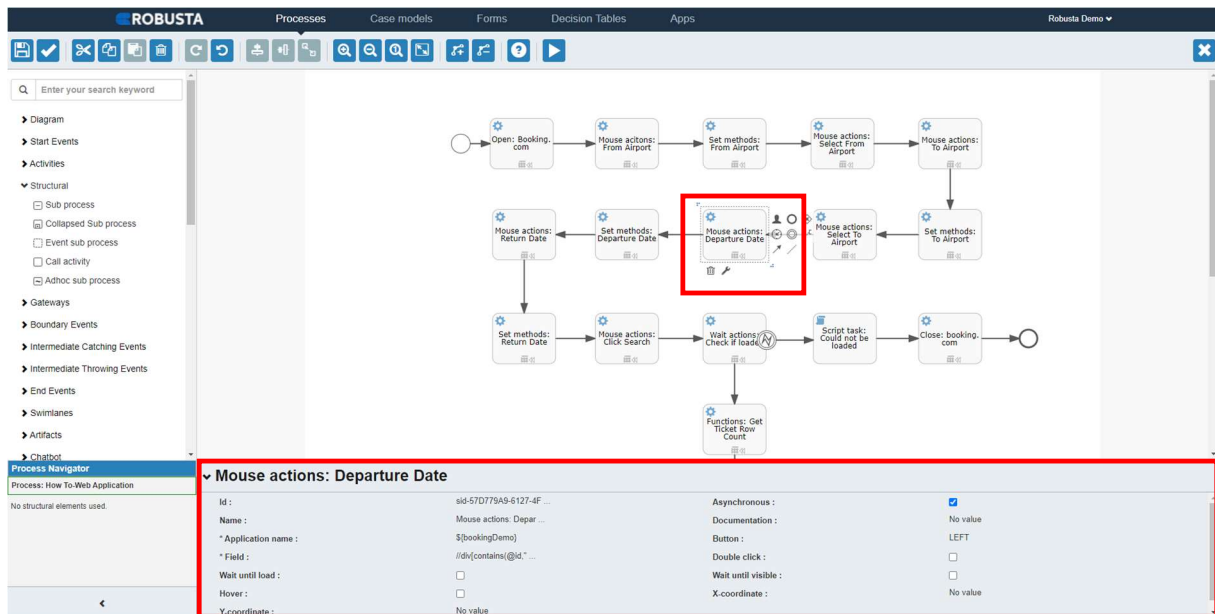 ROBUSTA
Processes
Case models
Forms
Decision Tables
Apps
Robusta Demo
Enter your search keyword
Diagram
Start Events
Activities
Structural
Sub process
Collapsed Sub process
Event sub process
Call activity
Adhoc sub process
Gateways
Boundary Events
Intermediate Catching Events
Intermediate Throwing Events
End Events
Swimlanes
Artifacts
Chatbot
Open: Booking.
com
Mouse acitons:
From Airport
Set methods:
From Airport
Mouse actions:
Select From
Airport
Mouse actions:
To Airport
Mouse actions:
Return Date
Set methods:
Departure Date
Mouse actions:
Departure Date
Mouse actions:
Select To
Airport
Set methods:
To Airport
Set methods:
Return Date
Mouse actions:
Click Search
Wait actions:
Check if loade
Script task:
Could not be
loaded
Close: booking.
com
Functions: Get
Ticket Row
Count
Process Navigator
Process: How To-Web Application
No structural elements used.
Mouse actions: Departure Date
Id :
sid-57D779A9-6127-4F ...
Asynchronous :
Name :
Mouse actions: Depar ...
Documentation :
No value
* Application name :
${bookingDemo}
Button :
LEFT
* Field :
//div[contains(@id," ...
Double click :
Wait until load :
Wait until visible :
Hover :
X-coordinate :
No value
Y-coordinate :
No value